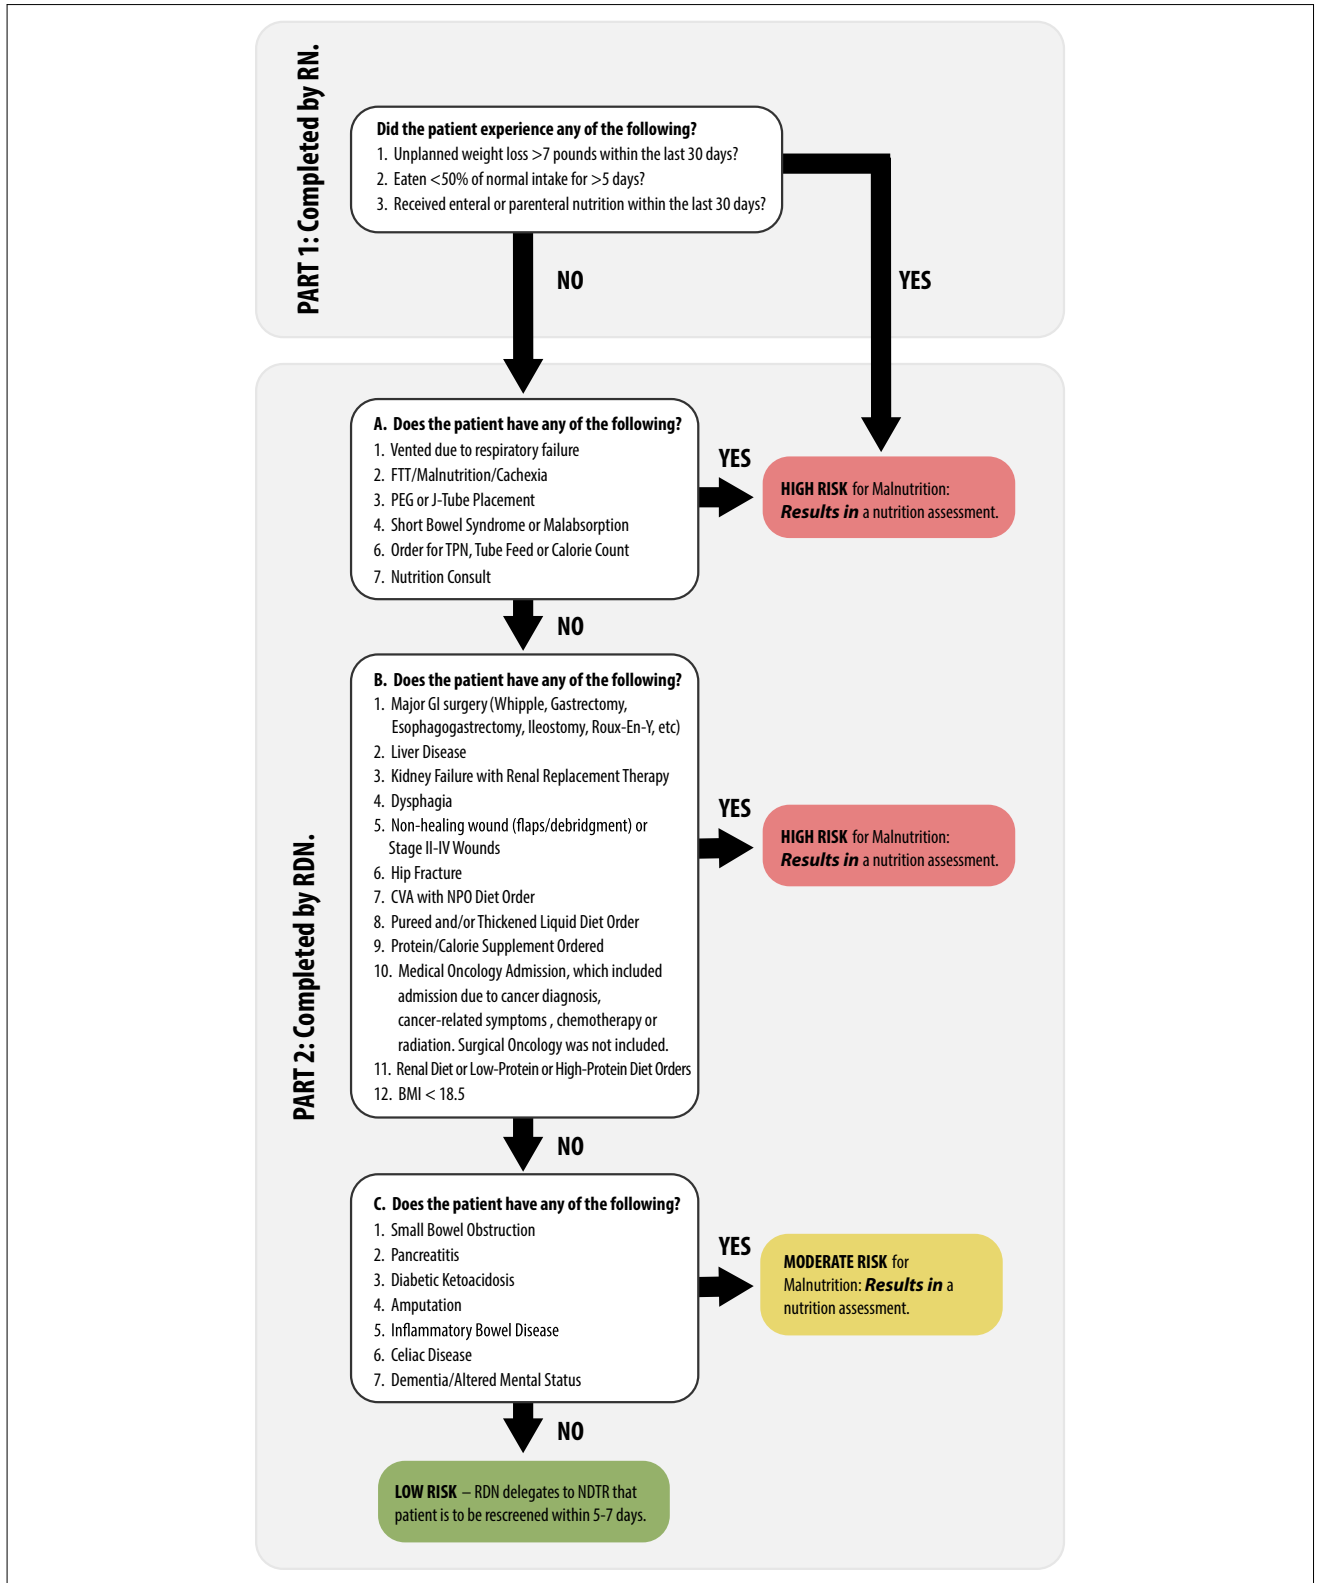 PART 1: Completed by RN.
Did the patient experience any of the following?
1. Unplanned weight loss >7 pounds within the last 30 days?
2. Eaten <50% of normal intake for >5 days?
3. Received enteral or parenteral nutrition within the last 30 days?
NO
YES
PART 2: Completed by RDN.
A. Does the patient have any of the following?
1. Vented due to respiratory failure
2. FTT/Malnutrition/Cachexia
3. PEG or J-Tube Placement
4. Short Bowel Syndrome or Malabsorption
6. Order for TPN, Tube Feed or Calorie Count
7. Nutrition Consult
YES
HIGH RISK for Malnutrition:
Results in a nutrition assessment.
NO
B. Does the patient have any of the following?
1. Major GI surgery (Whipple, Gastrectomy,
Esophagogastrectomy, Ileostomy, Roux-En-Y, etc)
2. Liver Disease
3. Kidney Failure with Renal Replacement Therapy
4. Dysphagia
5. Non-healing wound (flaps/debridgment) or
Stage II-IV Wounds
6. Hip Fracture
7. CVA with NPO Diet Order
8. Pureed and/or Thickened Liquid Diet Order
9. Protein/Calorie Supplement Ordered
10. Medical Oncology Admission, which included
admission due to cancer diagnosis,
cancer-related symptoms , chemotherapy or
radiation. Surgical Oncology was not included.
11. Renal Diet or Low-Protein or High-Protein Diet Orders
12. BMI < 18.5
YES
HIGH RISK for Malnutrition:
Results in a nutrition assessment.
NO
C. Does the patient have any of the following?
1. Small Bowel Obstruction
2. Pancreatitis
3. Diabetic Ketoacidosis
4. Amputation
5. Inflammatory Bowel Disease
6. Celiac Disease
7. Dementia/Altered Mental Status
YES
MODERATE RISK for
Malnutrition: Results in a
nutrition assessment.
NO
LOW RISK – RDN delegates to NDTR that
patient is to be rescreened within 5-7 days.